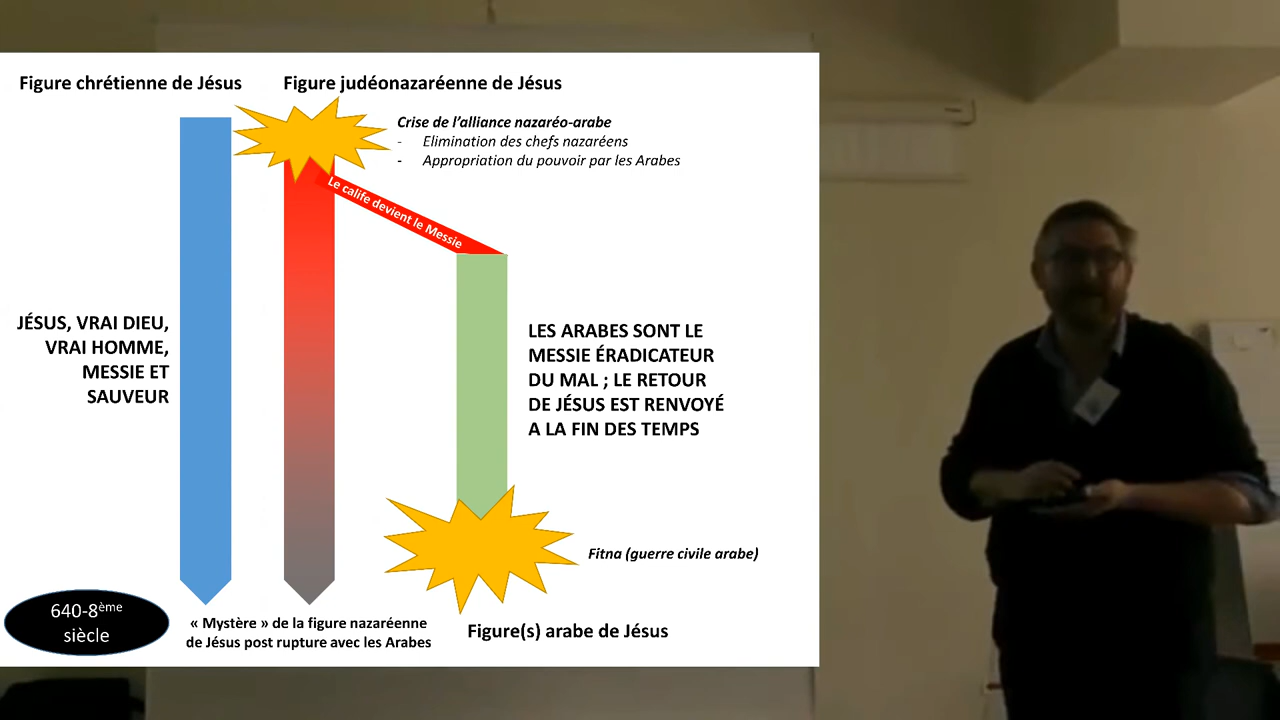 Figure chrétienne de Jésus
Figure judéonazaréenne de Jésus
Crise de l’alliance nazaréo-arabe
- Elimination des chefs nazaréens
- Appropriation du pouvoir par les Arabes
Le calife devient le Messie
JÉSUS, VRAI DIEU,
VRAI HOMME,
MESSIE ET
SAUVEUR
LES ARABES SONT LE
MESSIE ÉRADICATEUR
DU MAL ; LE RETOUR
DE JÉSUS EST RENVOYÉ
A LA FIN DES TEMPS
Fitna (guerre civile arabe)
640-8ème
siècle
« Mystère » de la figure nazaréenne
de Jésus post rupture avec les Arabes
Figure(s) arabe de Jésus